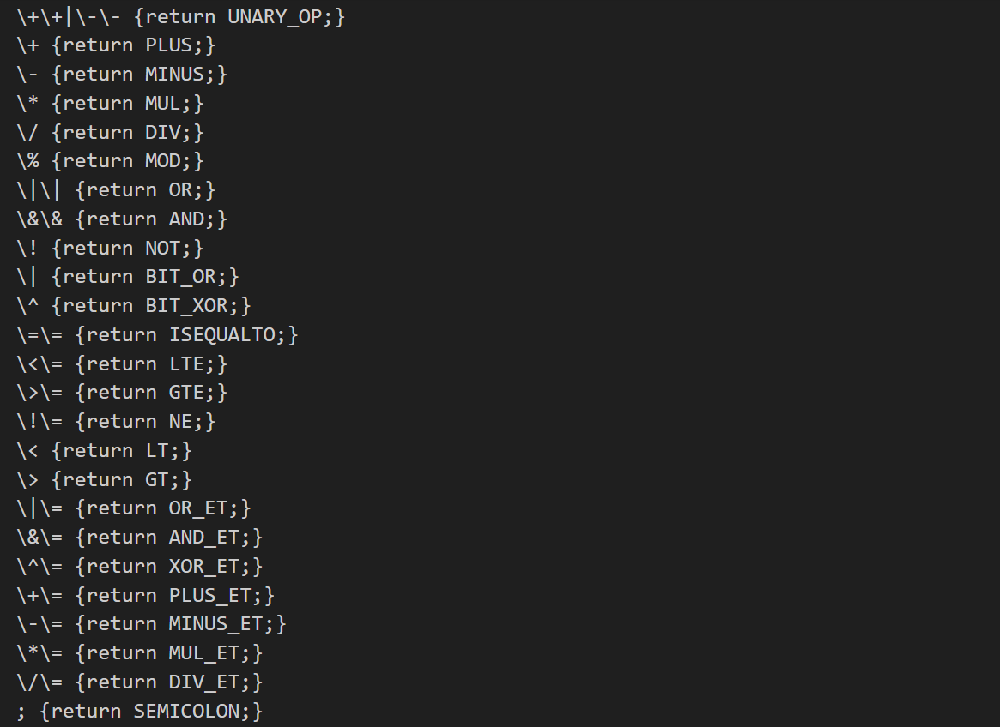 \+\+|\-\- {return UNARY_OP;}
\+ {return PLUS;}
\- {return MINUS;}
\* {return MUL;}
\/ {return DIV;}
\% {return MOD;}
\|\| {return OR;}
\&\& {return AND;}
\! {return NOT;}
\| {return BIT_OR;}
\^ {return BIT_XOR;}
\=\= {return ISEQUALTO;}
\<\= {return LTE;}
\>\= {return GTE;}
\!\= {return NE;}
\< {return LT;}
\> {return GT;}
\|\= {return OR_ET;}
\&\= {return AND_ET;}
\^\= {return XOR_ET;}
\+\= {return PLUS_ET;}
\-\= {return MINUS_ET;}
\*\= {return MUL_ET;}
\/\= {return DIV_ET;}
; {return SEMICOLON;}